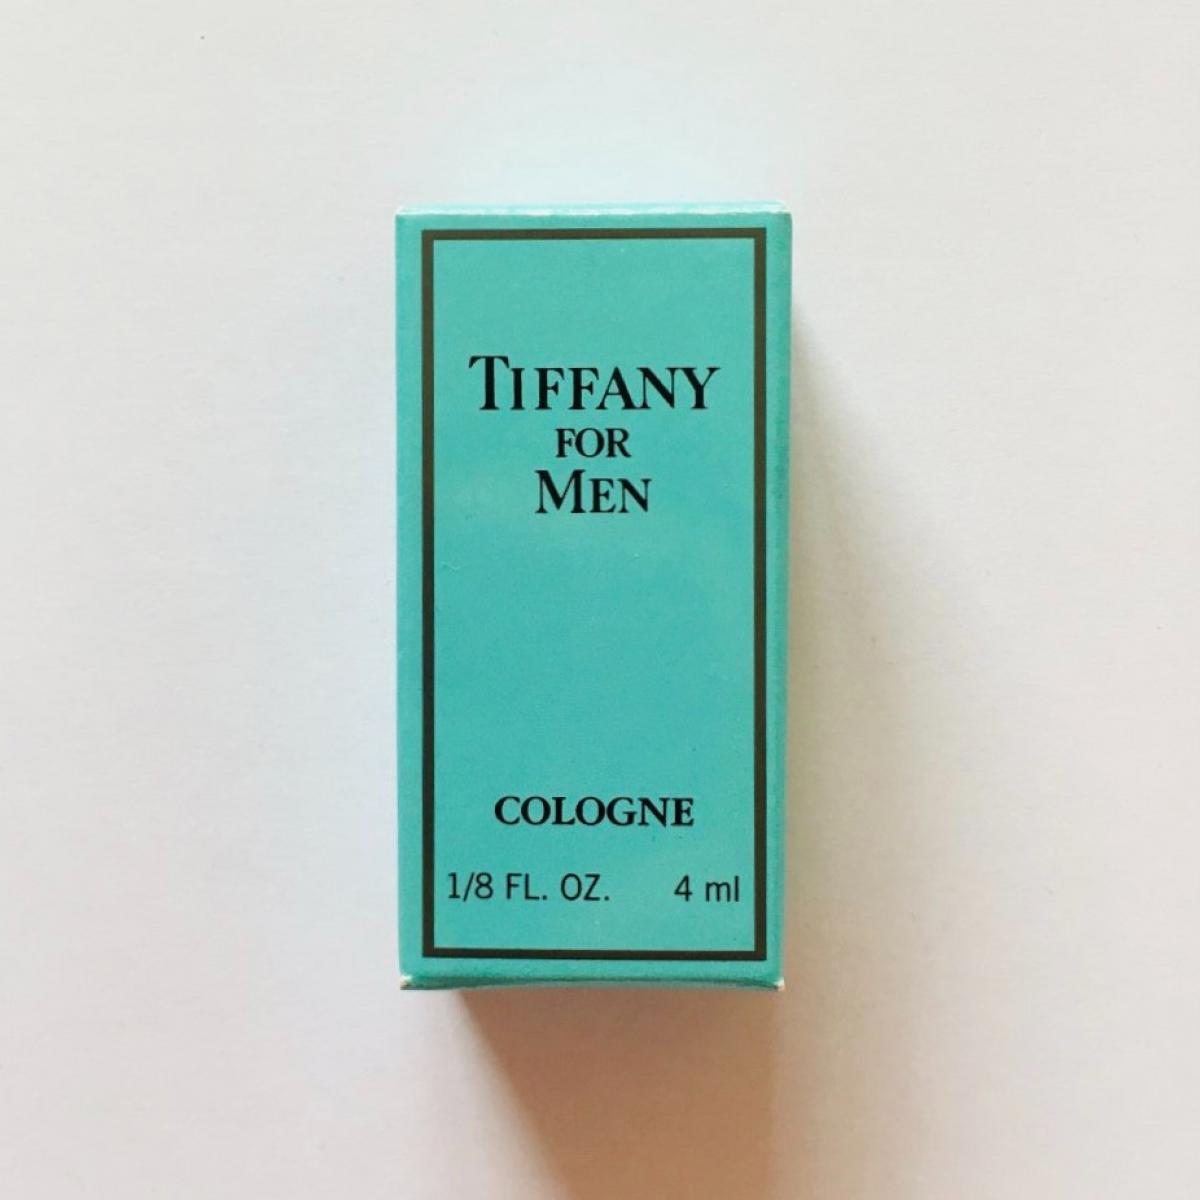 TIFFANY
FOR
MEN
COLOGNE
1/8 FL. OZ. 4 ml